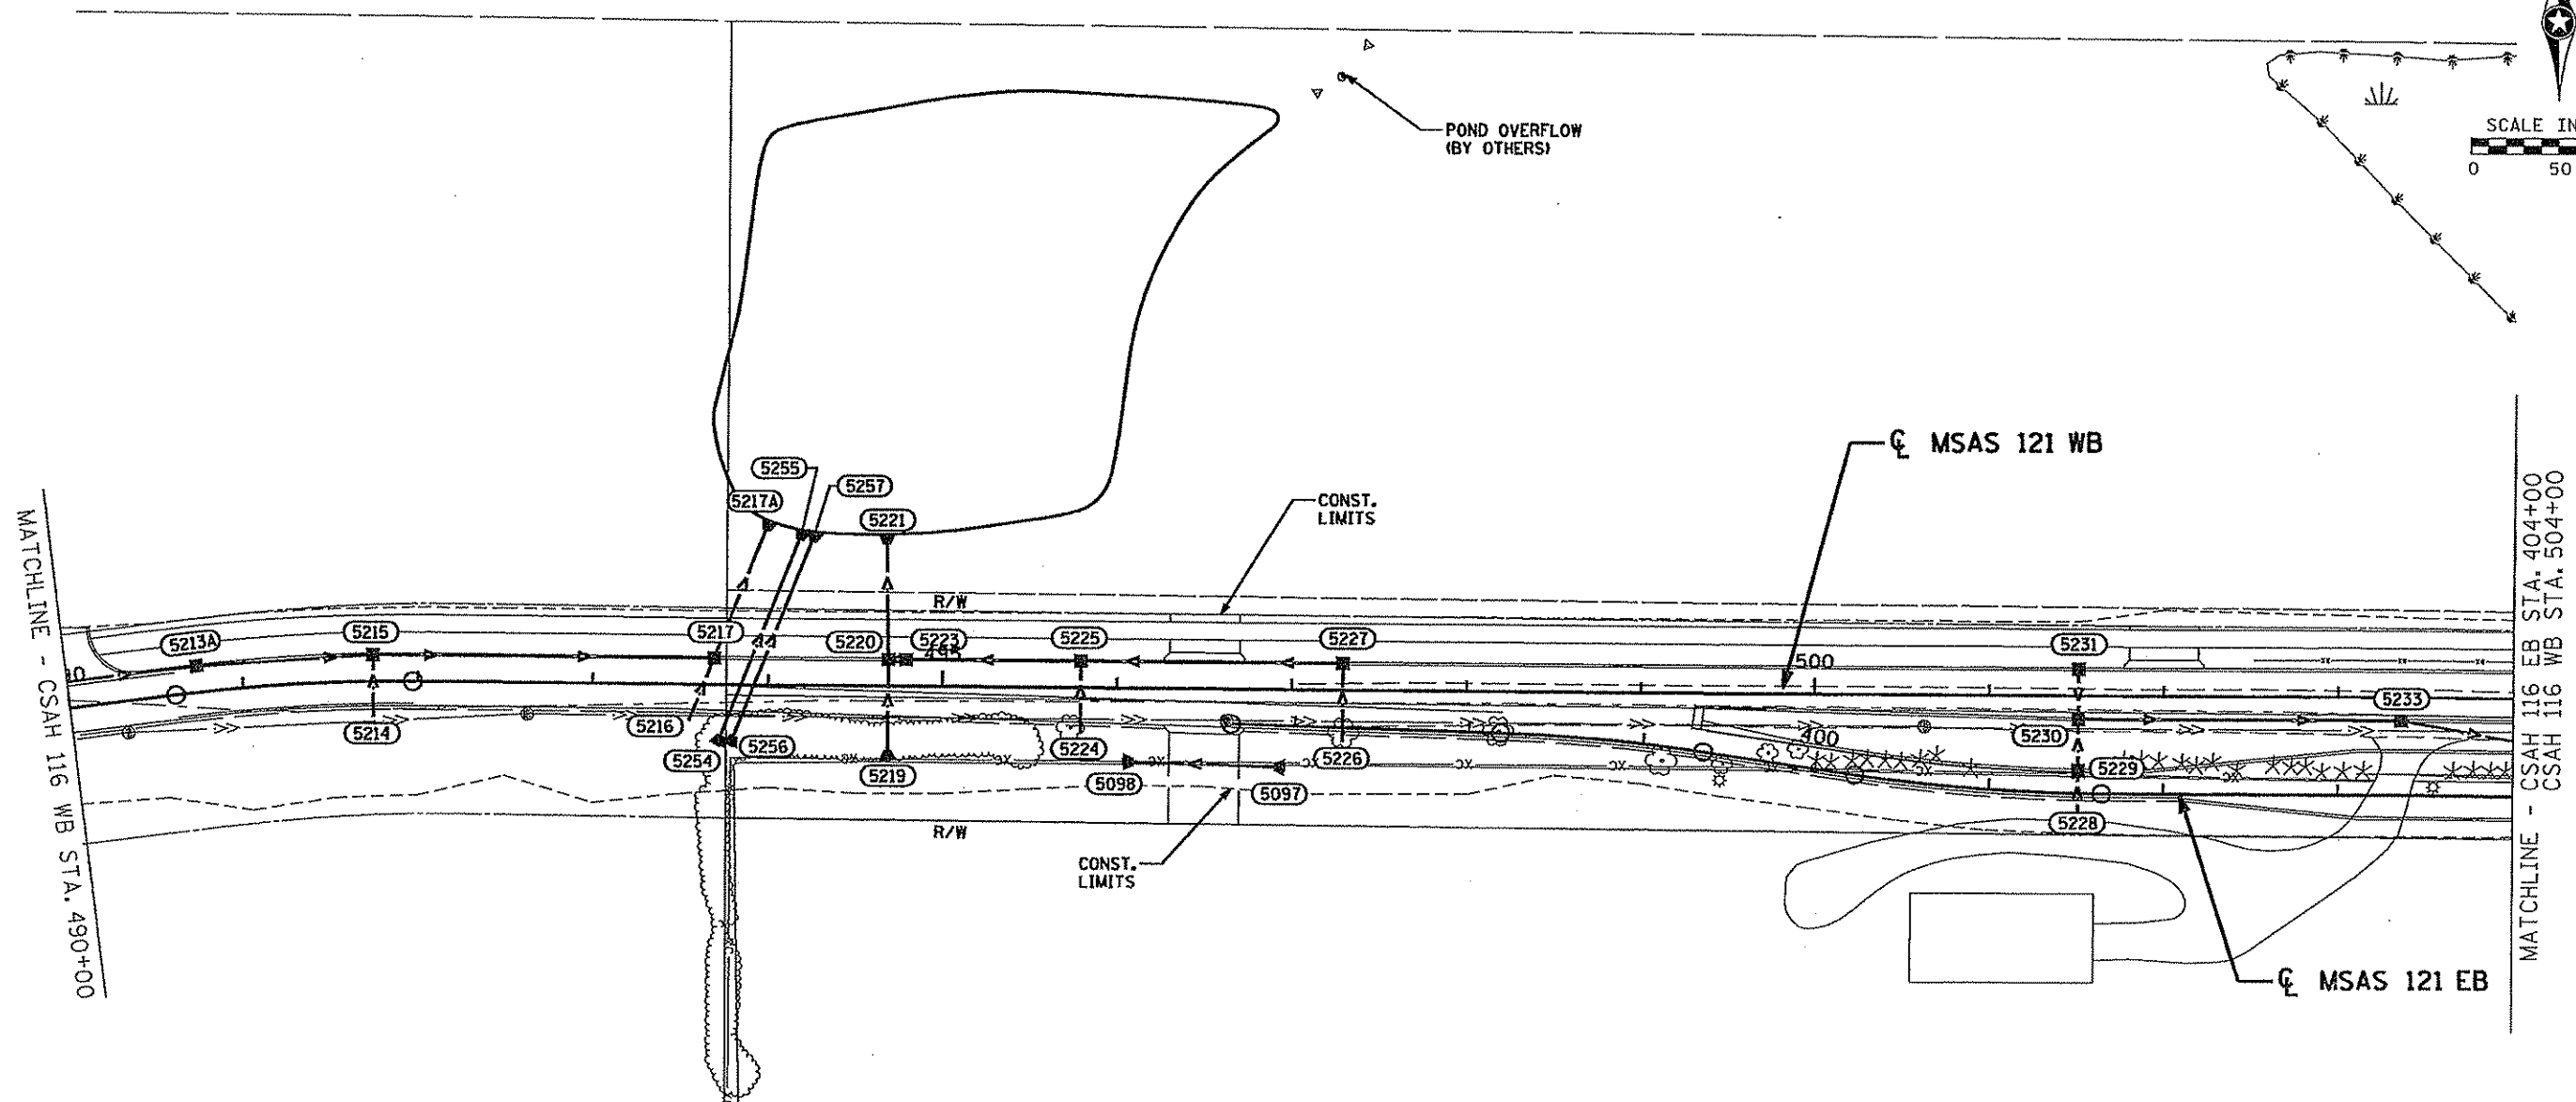 SCALE IN
0 50
POND OVERFLOW
(BY OTHERS)
℄ MSAS 121 WB
5255
5257
5217A
5221
CONST.
LIMITS
MATCHLINE - CSAH 116 WB STA. 490+00
MATCHLINE - CSAH 116 EB STA. 404+00
CSAH 116 WB STA. 504+00
R/W
5213A
5215
5217
5220
5223
495
5225
5227
500
5231
5233
5214
5216
5254
5256
5219
5224
5098
5097
5226
400
5230
5229
5228
R/W
CONST.
LIMITS
℄ MSAS 121 EB